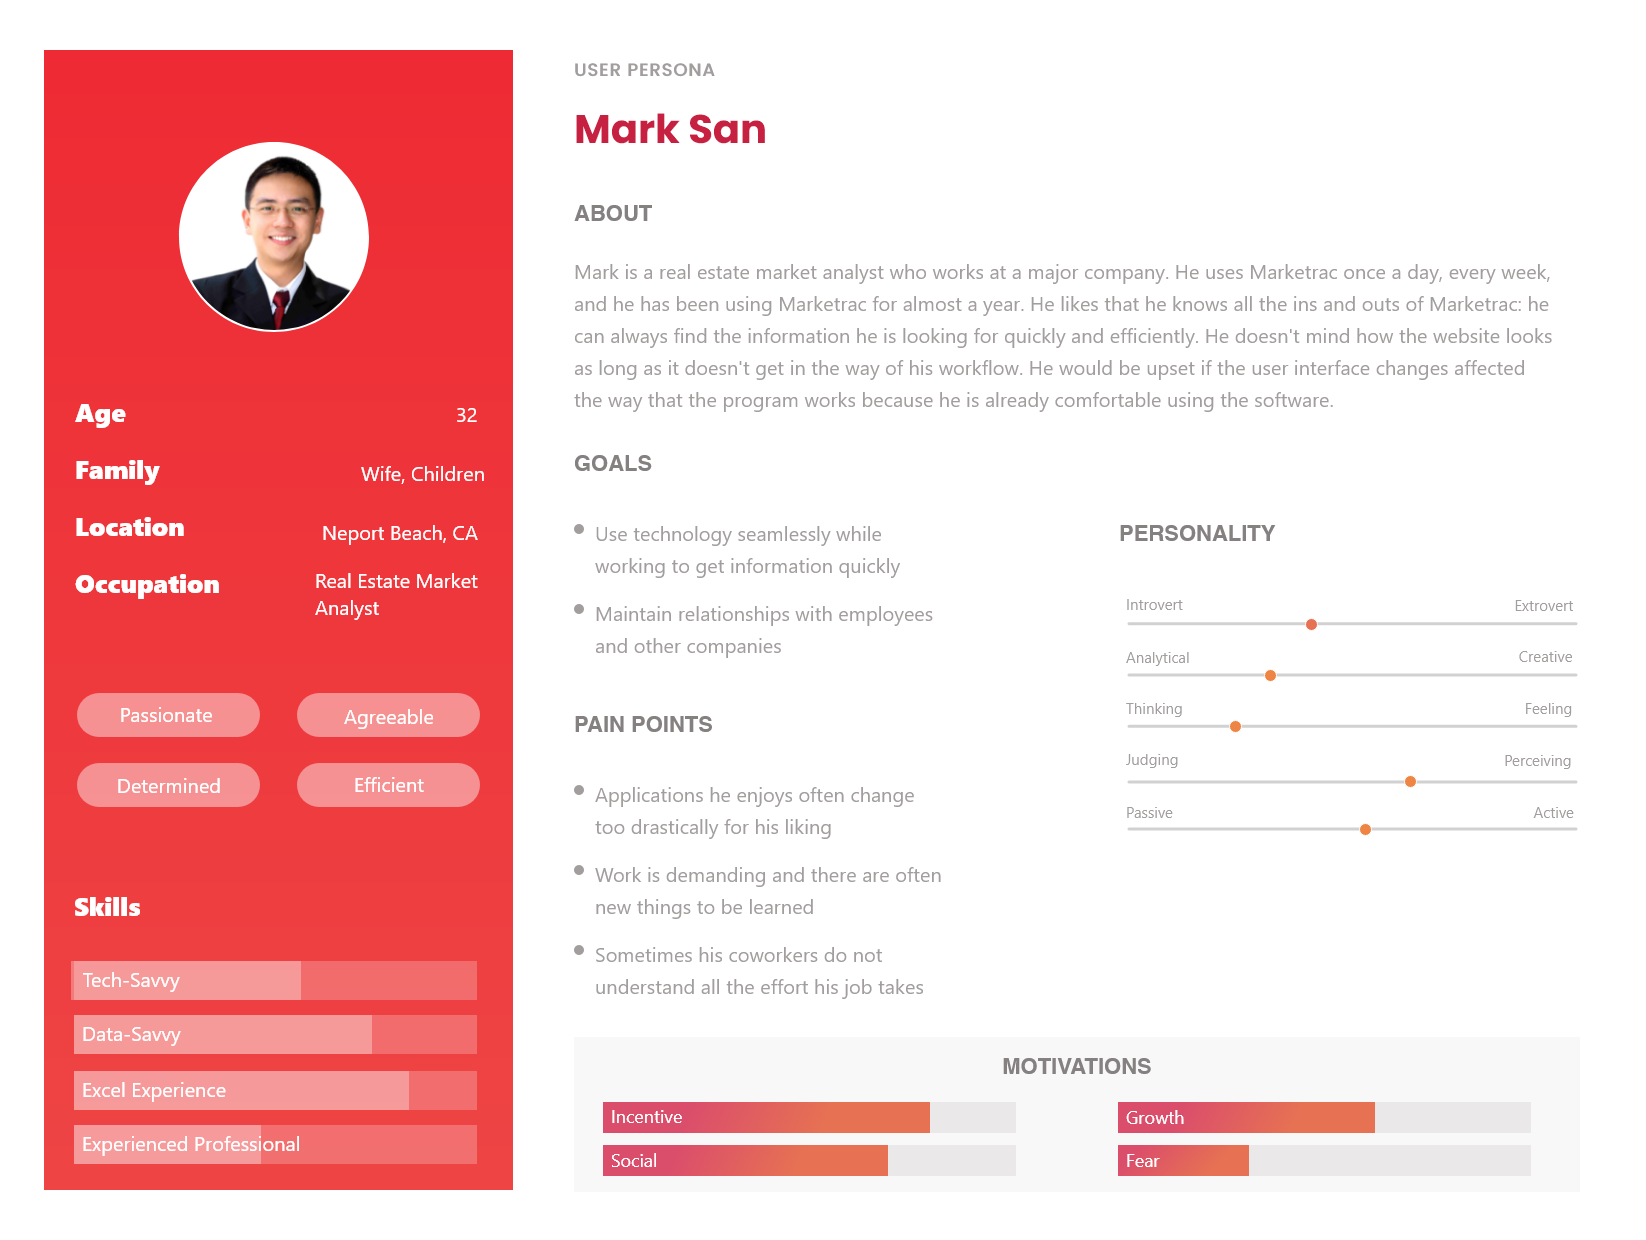 USER PERSONA
Mark San
ABOUT
Mark is a real estate market analyst who works at a major company. He uses Marketrac once a day, every week,
and he has been using Marketrac for almost a year. He likes that he knows all the ins and outs of Marketrac: he
can always find the information he is looking for quickly and efficiently. He doesn't mind how the website looks
as long as it doesn't get in the way of his workflow. He would be upset if the user interface changes affected
the way that the program works because he is already comfortable using the software.
Age 32
Family Wife, Children
Location Neport Beach, CA
Occupation Real Estate Market
Analyst
Passionate Agreeable
Determined Efficient
Skills
Tech-Savvy
Data-Savvy
Excel Experience
Experienced Professional
GOALS
Use technology seamlessly while
working to get information quickly
Maintain relationships with employees
and other companies
PAIN POINTS
Applications he enjoys often change
too drastically for his liking
Work is demanding and there are often
new things to be learned
Sometimes his coworkers do not
understand all the effort his job takes
PERSONALITY
Introvert Extrovert
Analytical Creative
Thinking Feeling
Judging Perceiving
Passive Active
MOTIVATIONS
Incentive Growth
Social Fear